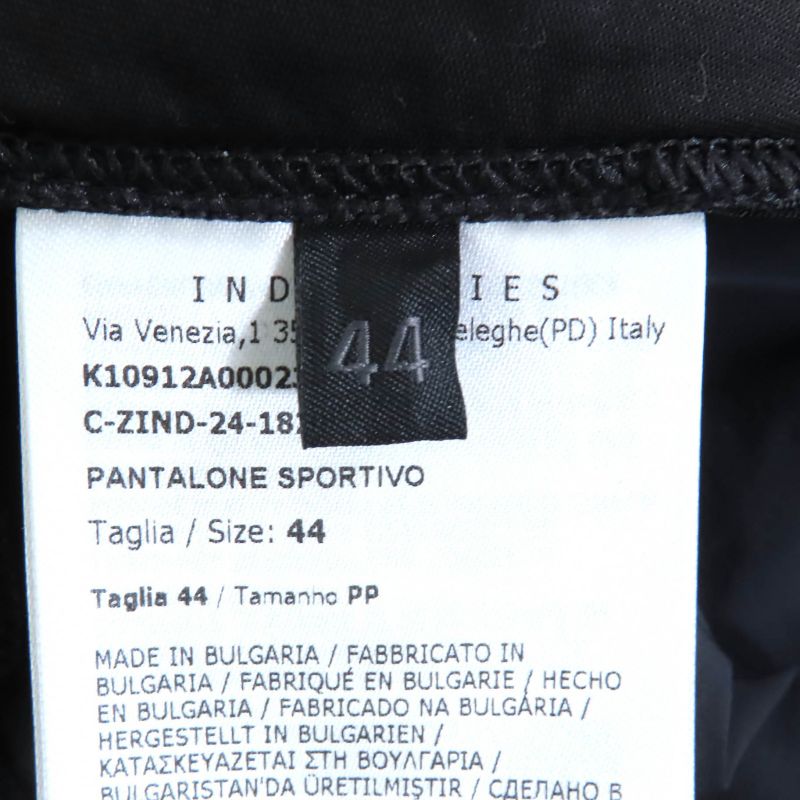 I N D I E S
Via Venezia,1 35 eleghe(PD) Italy
44
K10912A0002
C-ZIND-24-18
PANTALONE SPORTIVO
Taglia / Size: 44
Taglia 44 / Tamanho PP
MADE IN BULGARIA / FABBRICATO IN
BULGARIA / FABRIQUÉ EN BULGARIE / HECHO
EN BULGARIA / FABRICADO NA BULGÁRIA /
HERGESTELLT IN BULGARIEN /
ΚΑΤΑΣΚΕΥΑΖΕΤΑΙ ΣΤΗ ΒΟΥΛΓΑΡΙΑ /
BULGARISTAN'DA ÜRETILMIŞTIR / СДЕЛАНО В